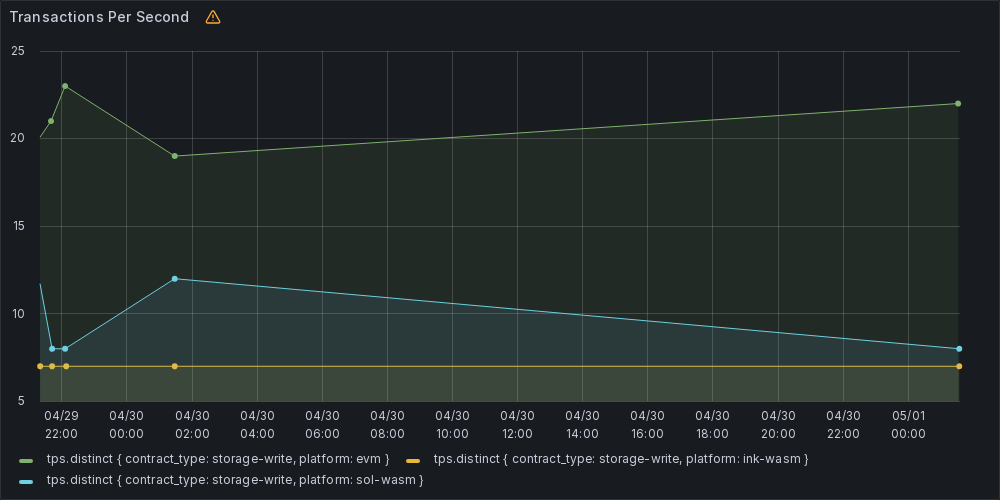 Transactions Per Second
25
20
15
10
5
04/29 04/30 04/30 04/30 04/30 04/30 04/30 04/30 04/30 04/30 04/30 04/30 04/30 05/01
22:00 00:00 02:00 04:00 06:00 08:00 10:00 12:00 14:00 16:00 18:00 20:00 22:00 00:00
tps.distinct { contract_type: storage-write, platform: evm } tps.distinct { contract_type: storage-write, platform: ink-wasm }
tps.distinct { contract_type: storage-write, platform: sol-wasm }